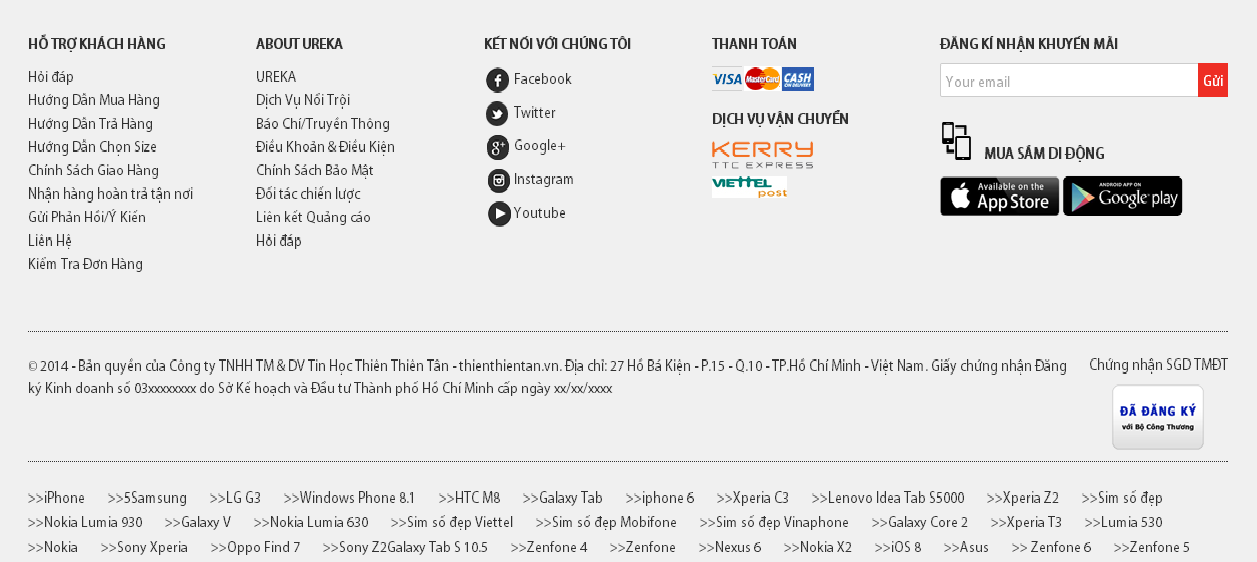 HỖ TRỢ KHÁCH HÀNG
Hỏi đáp
Hướng Dẫn Mua Hàng
Hướng Dẫn Trả Hàng
Hướng Dẫn Chọn Size
Chính Sách Giao Hàng
Nhận hàng hoàn trả tận nơi
Gửi Phản Hồi/Ý Kiến
Liên Hệ
Kiểm Tra Đơn Hàng
ABOUT UREKA
UREKA
Dịch Vụ Nổi Trội
Báo Chí/Truyền Thông
Điều Khoản & Điều Kiện
Chính Sách Bảo Mật
Đối tác chiến lược
Liên kết Quảng cáo
Hỏi đáp
KẾT NỐI VỚI CHÚNG TÔI
Facebook
Twitter
Google+
Instagram
Youtube
THANH TOÁN
VISA MasterCard CASH ON DELIVERY
DỊCH VỤ VẬN CHUYỂN
KERRY
TTC EXPRESS
VIETTEL
post
ĐĂNG KÍ NHẬN KHUYẾN MÃI
Your email Gửi
MUA SẮM DI ĐỘNG
Available on the App Store
ANDROID APP ON Google play
© 2014 - Bản quyền của Công ty TNHH TM & DV Tin Học Thiên Thiên Tân - thienthientan.vn. Địa chỉ: 27 Hồ Bá Kiện - P.15 - Q.10 - TP.Hồ Chí Minh - Việt Nam. Giấy chứng nhận Đăng
ký Kinh doanh số 03xxxxxxxx do Sở Kế hoạch và Đầu tư Thành phố Hồ Chí Minh cấp ngày xx/xx/xxxx
Chứng nhận SGD TMĐT
ĐÃ ĐĂNG KÝ
với Bộ Công Thương
>>iPhone >>5Samsung >>LG G3 >>Windows Phone 8.1 >>HTC M8 >>Galaxy Tab >>iphone 6 >>Xperia C3 >>Lenovo Idea Tab S5000 >>Xperia Z2 >>Sim số đẹp
>>Nokia Lumia 930 >>Galaxy V >>Nokia Lumia 630 >>Sim số đẹp Viettel >>Sim số đẹp Mobifone >>Sim số đẹp Vinaphone >>Galaxy Core 2 >>Xperia T3 >>Lumia 530
>>Nokia >>Sony Xperia >>Oppo Find 7 >>Sony Z2Galaxy Tab S 10.5 >>Zenfone 4 >>Zenfone >>Nexus 6 >>Nokia X2 >>iOS 8 >>Asus >> Zenfone 6 >>Zenfone 5